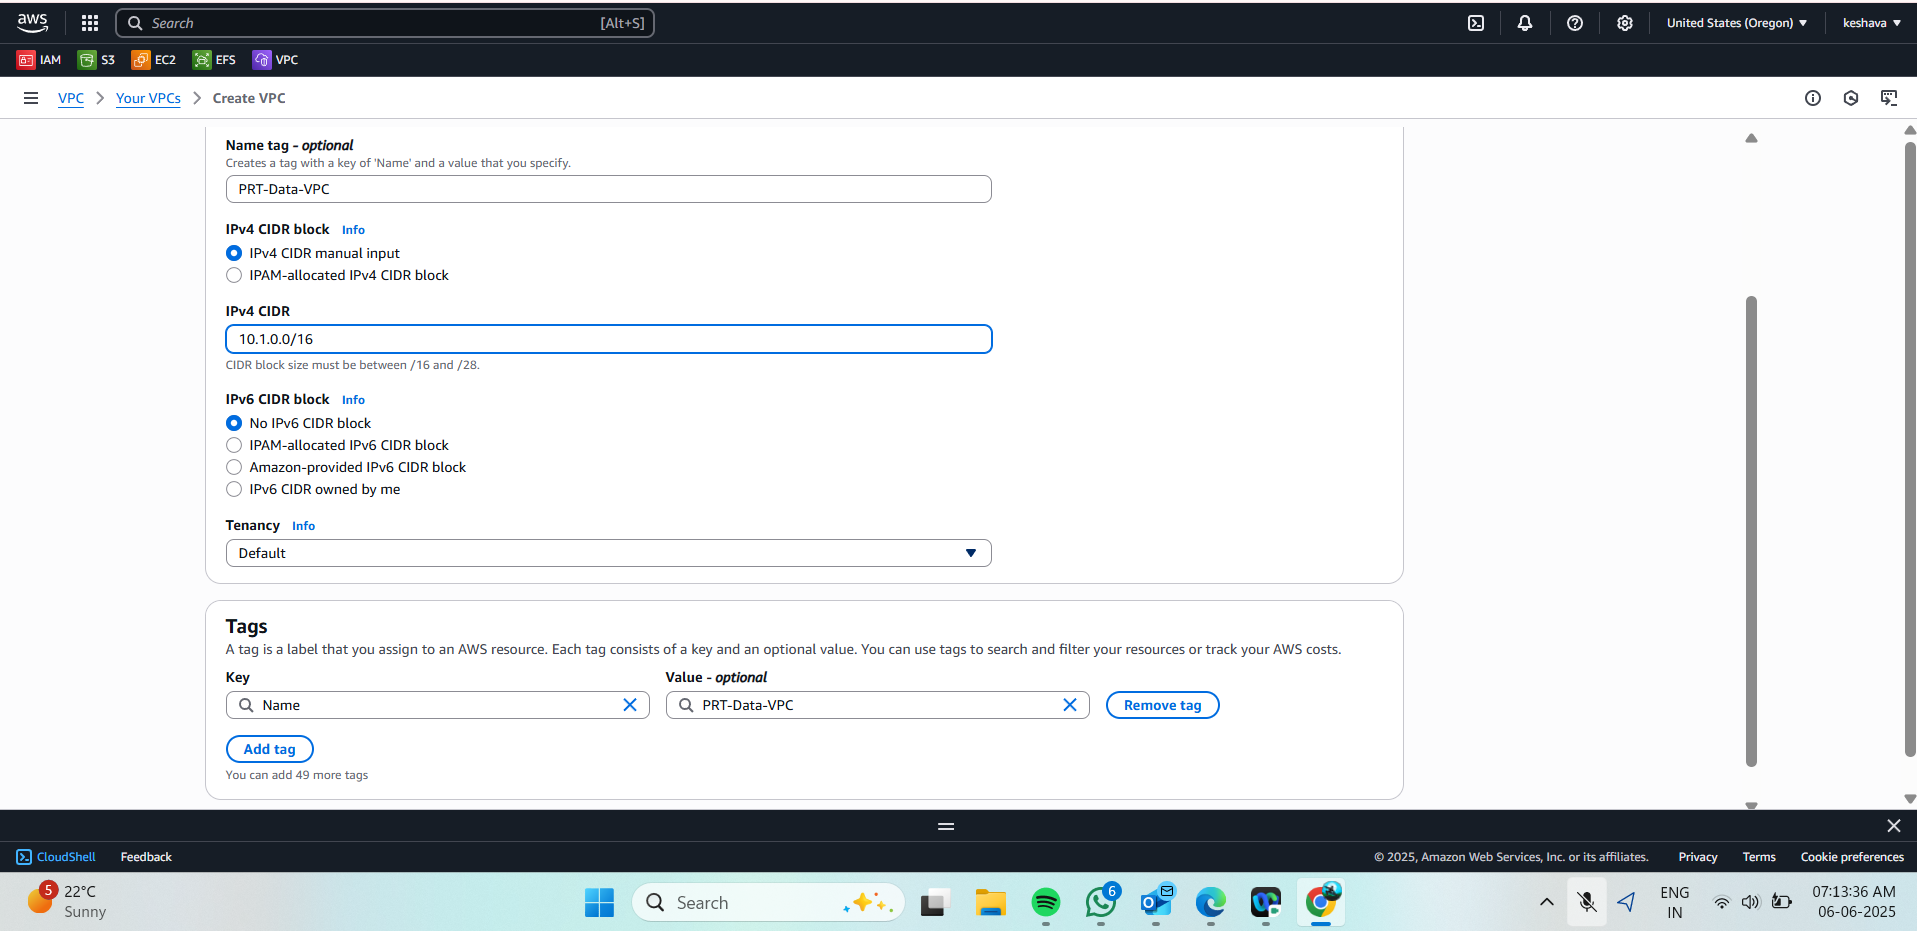 aws
Search [Alt+S]
United States (Oregon)
keshava
IAM S3 EC2 EFS VPC
VPC Your VPCs Create VPC
Name tag - optional
Creates a tag with a key of 'Name' and a value that you specify.
PRT-Data-VPC
IPv4 CIDR block Info
IPv4 CIDR manual input
IPAM-allocated IPv4 CIDR block
IPv4 CIDR
10.1.0.0/16
CIDR block size must be between /16 and /28.
IPv6 CIDR block Info
No IPv6 CIDR block
IPAM-allocated IPv6 CIDR block
Amazon-provided IPv6 CIDR block
IPv6 CIDR owned by me
Tenancy Info
Default
Tags
A tag is a label that you assign to an AWS resource. Each tag consists of a key and an optional value. You can use tags to search and filter your resources or track your AWS costs.
Key Value - optional
Name PRT-Data-VPC Remove tag
Add tag
You can add 49 more tags
CloudShell Feedback © 2025, Amazon Web Services, Inc. or its affiliates. Privacy Terms Cookie preferences
5 22°C
Sunny
Search
6
ENG
IN
07:13:36 AM
06-06-2025